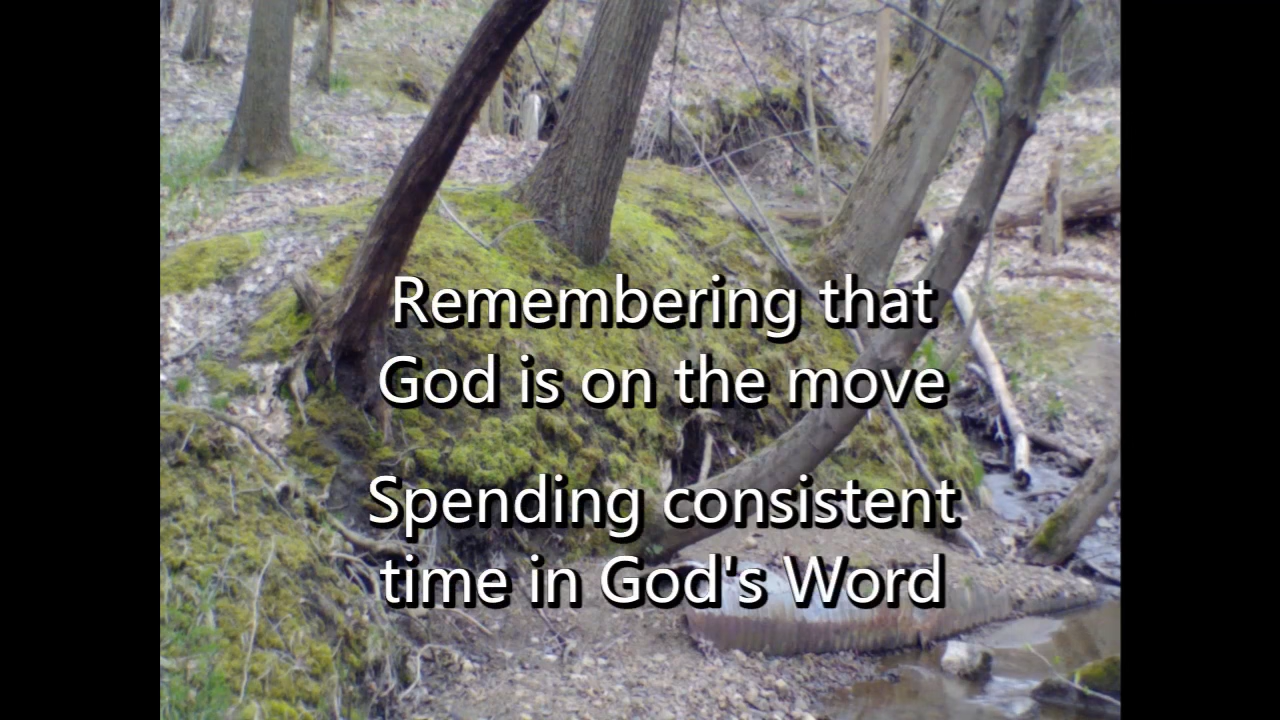 Remembering that
God is on the move
Spending consistent
time in God's Word